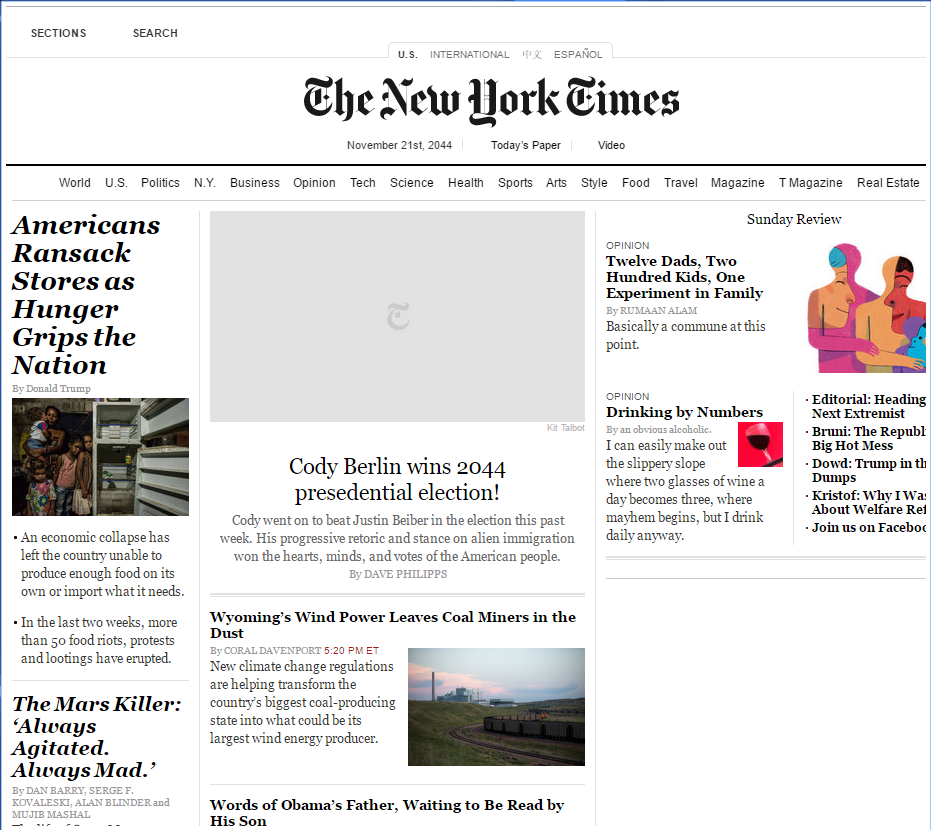 SECTIONS SEARCH
U.S. INTERNATIONAL 中文 ESPAÑOL
The New York Times
November 21st, 2044 Today's Paper Video
World U.S. Politics N.Y. Business Opinion Tech Science Health Sports Arts Style Food Travel Magazine T Magazine Real Estate
Americans
Ransack
Stores as
Hunger
Grips the
Nation
By Donald Trump
• An economic collapse has
left the country unable to
produce enough food on its
own or import what it needs.
• In the last two weeks, more
than 50 food riots, protests
and lootings have erupted.
The Mars Killer:
‘Always
Agitated.
Always Mad.’
By DAN BARRY, SERGE F.
KOVALESKI, ALAN BLINDER and
MUJIB MASHAL
T
Kit Talbot
Cody Berlin wins 2044
presedential election!
Cody went on to beat Justin Beiber in the election this past
week. His progressive retoric and stance on alien immigration
won the hearts, minds, and votes of the American people.
By DAVE PHILIPPS
Wyoming’s Wind Power Leaves Coal Miners in the
Dust
By CORAL DAVENPORT 5:20 PM ET
New climate change regulations
are helping transform the
country’s biggest coal-producing
state into what could be its
largest wind energy producer.
Words of Obama’s Father, Waiting to Be Read by
His Son
Sunday Review
OPINION
Twelve Dads, Two
Hundred Kids, One
Experiment in Family
By RUMAAN ALAM
Basically a commune at this
point.
OPINION
Drinking by Numbers
By an obvious alcoholic.
I can easily make out
the slippery slope
where two glasses of wine a
day becomes three, where
mayhem begins, but I drink
daily anyway.
· Editorial: Heading
Next Extremist
· Bruni: The Republ
Big Hot Mess
· Dowd: Trump in th
Dumps
· Kristof: Why I Was
About Welfare Ref
· Join us on Faceboo